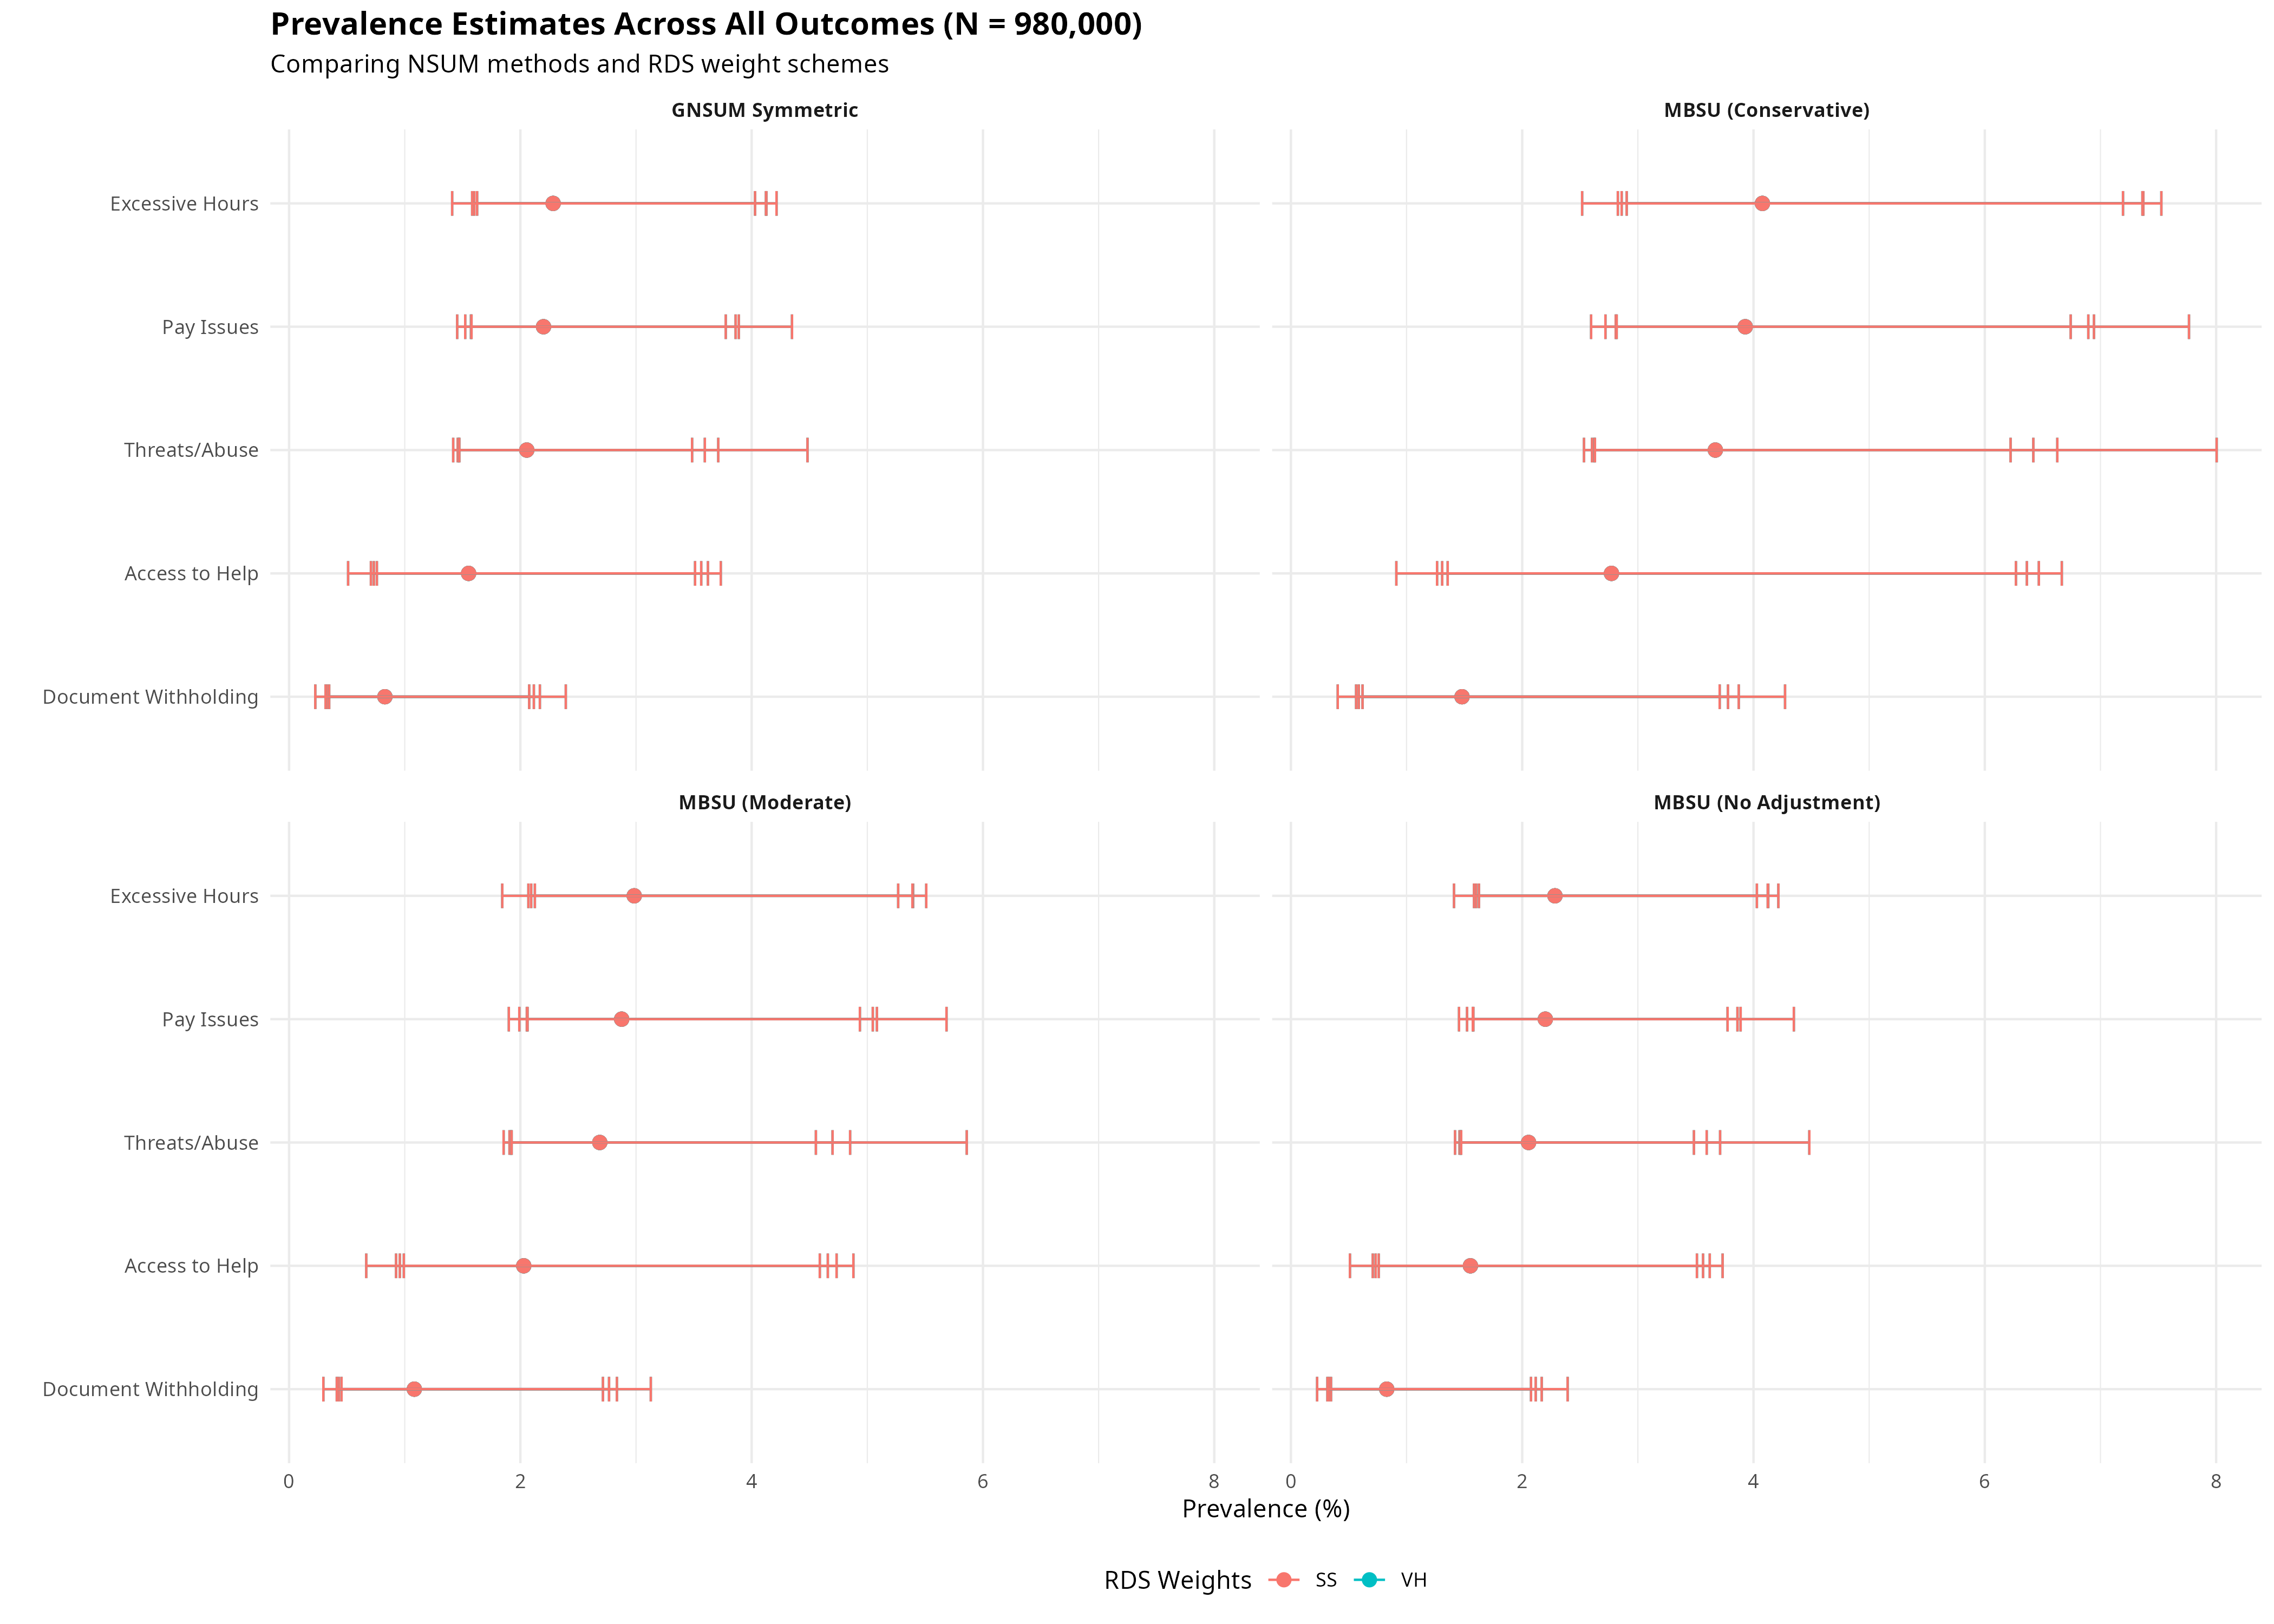 Prevalence Estimates Across All Outcomes (N = 980,000)
Comparing NSUM methods and RDS weight schemes
GNSUM Symmetric
MBSU (Conservative)
Excessive Hours
Pay Issues
Threats/Abuse
Access to Help
Document Withholding
MBSU (Moderate)
MBSU (No Adjustment)
Excessive Hours
Pay Issues
Threats/Abuse
Access to Help
Document Withholding
0 2 4 6 8 0 2 4 6 8
Prevalence (%)
RDS Weights SS VH